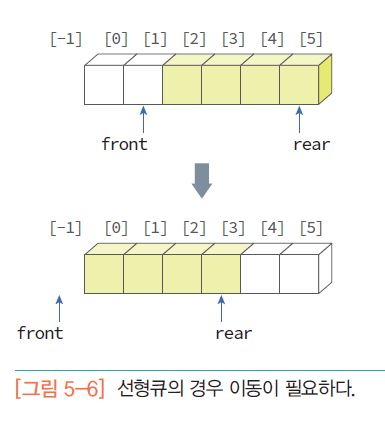 [-1] [0] [1] [2] [3] [4] [5]
front rear
[-1] [0] [1] [2] [3] [4] [5]
front rear
[그림 5-6] 선형큐의 경우 이동이 필요하다.